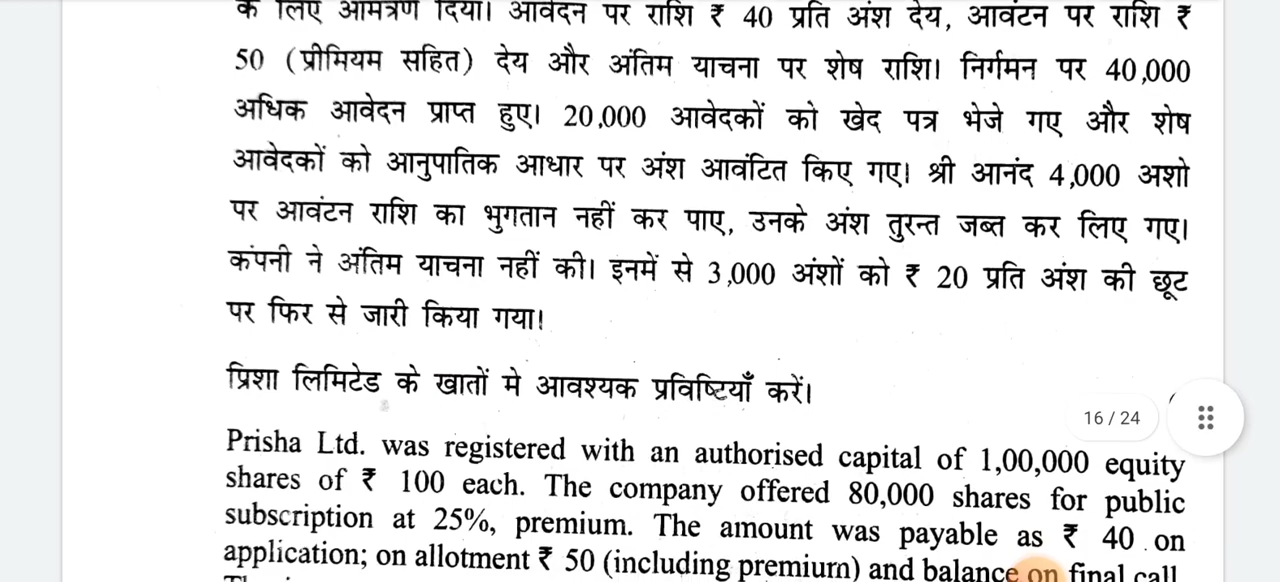 के लिए आमंत्रण दिया। आवेदन पर राशि ₹ 40 प्रति अंश देय, आवंटन पर राशि ₹
50 (प्रीमियम सहित) देय और अंतिम याचना पर शेष राशि। निर्गमन पर 40,000
अधिक आवेदन प्राप्त हुए। 20,000 आवेदकों को खेद पत्र भेजे गए और शेष
आवेदकों को आनुपातिक आधार पर अंश आवंटित किए गए। श्री आनंद 4,000 अशो
पर आवंटन राशि का भुगतान नहीं कर पाए, उनके अंश तुरन्त जब्त कर लिए गए।
कंपनी ने अंतिम याचना नहीं की। इनमें से 3,000 अंशों को ₹ 20 प्रति अंश की छूट
पर फिर से जारी किया गया।
प्रिशा लिमिटेड के खातों मे आवश्यक प्रविष्टियाँ करें।
16 / 24
Prisha Ltd. was registered with an authorised capital of 1,00,000 equity
shares of ₹ 100 each. The company offered 80,000 shares for public
subscription at 25%, premium. The amount was payable as ₹ 40 on
application; on allotment ₹ 50 (including premium) and balance on final call.